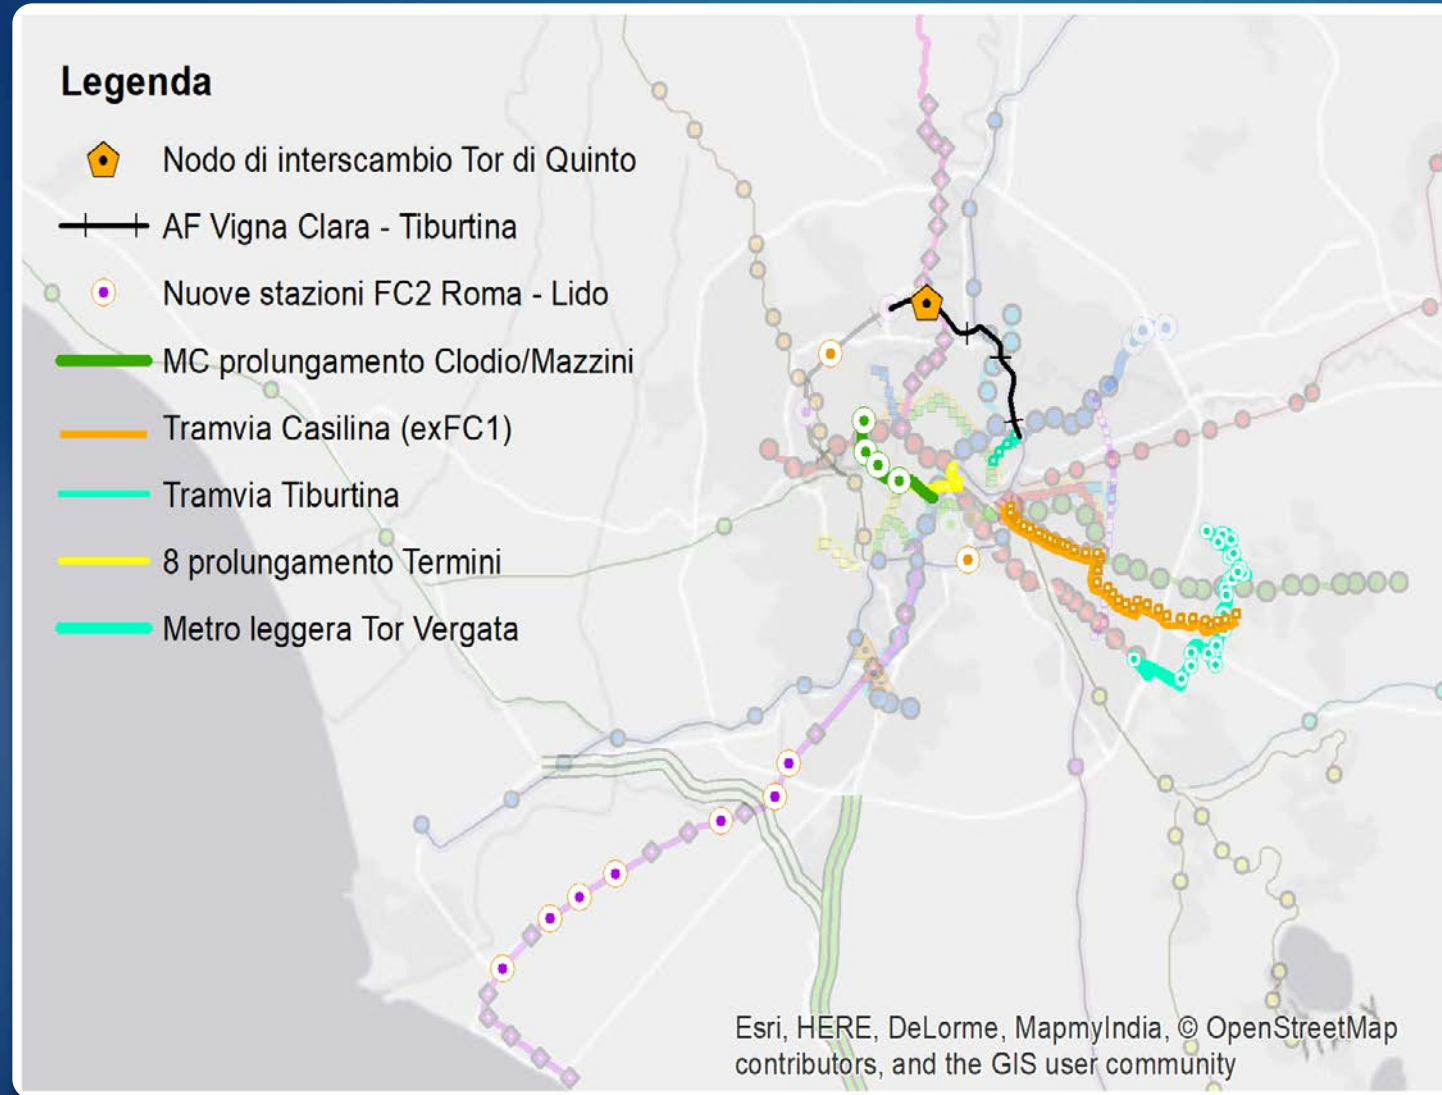 Legenda
Nodo di interscambio Tor di Quinto
AF Vigna Clara - Tiburtina
Nuove stazioni FC2 Roma - Lido
MC prolungamento Clodio/Mazzini
Tramvia Casilina (exFC1)
Tramvia Tiburtina
8 prolungamento Termini
Metro leggera Tor Vergata
Esri, HERE, DeLorme, MapmyIndia, © OpenStreetMap
contributors, and the GIS user community